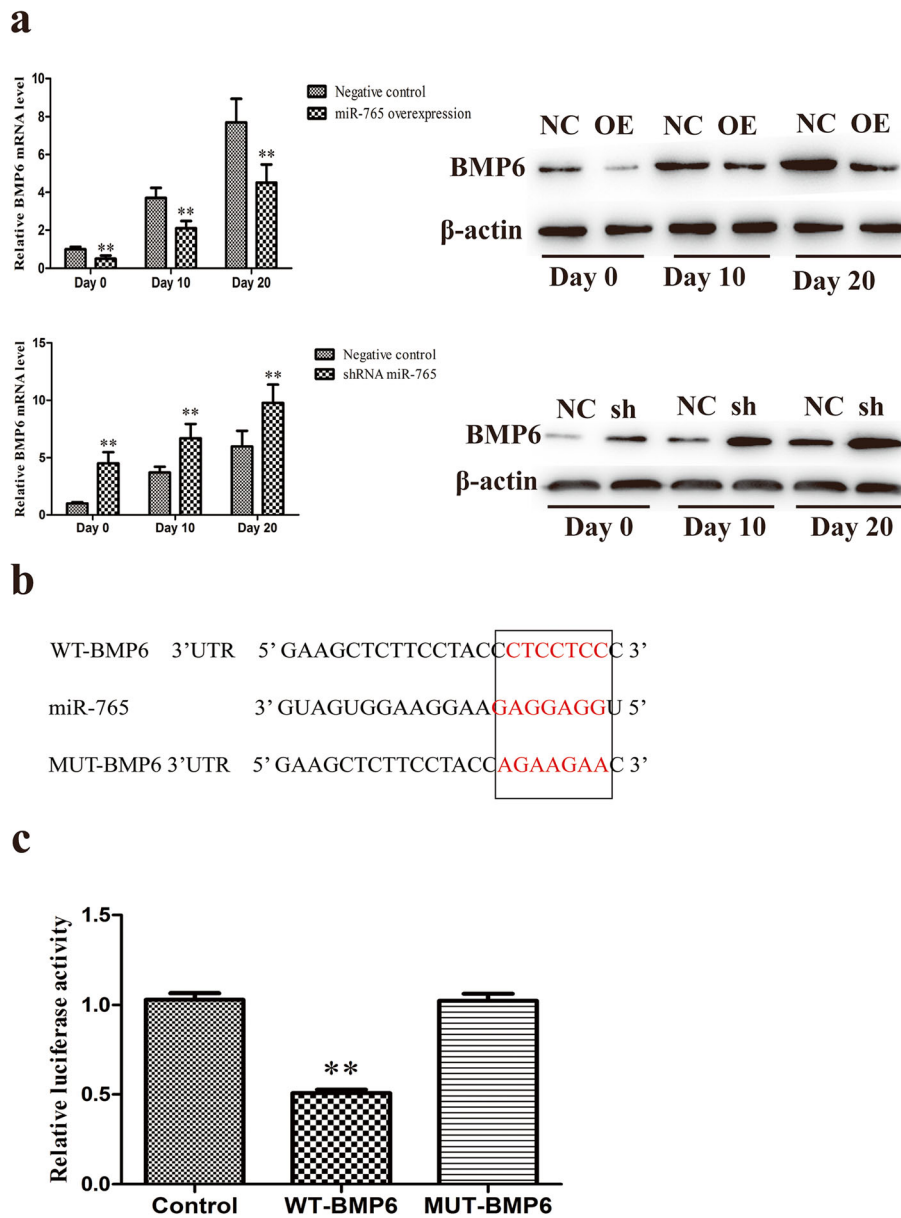 a
Relative BMP6 mRNA level
10
8
6
4
2
0
Day 0 Day 10 Day 20
Negative control
miR-765 overexpression
** ** **
NC OE NC OE NC OE
BMP6
β-actin
Day 0 Day 10 Day 20
Relative BMP6 mRNA level
15
10
5
0
Day 0 Day 10 Day 20
Negative control
shRNA miR-765
** ** **
NC sh NC sh NC sh
BMP6
β-actin
Day 0 Day 10 Day 20
b
WT-BMP6 3’UTR 5’ GAAGCTCTTCCTACCCTCCTCCC 3’
miR-765 3’ GUAGUGGAAGGAAGAGGAGGU 5’
MUT-BMP6 3’UTR 5’ GAAGCTCTTCCTACCAGAAGAAC 3’
c
Relative luciferase activity
1.5
1.0
0.5
0.0
**
Control WT-BMP6 MUT-BMP6